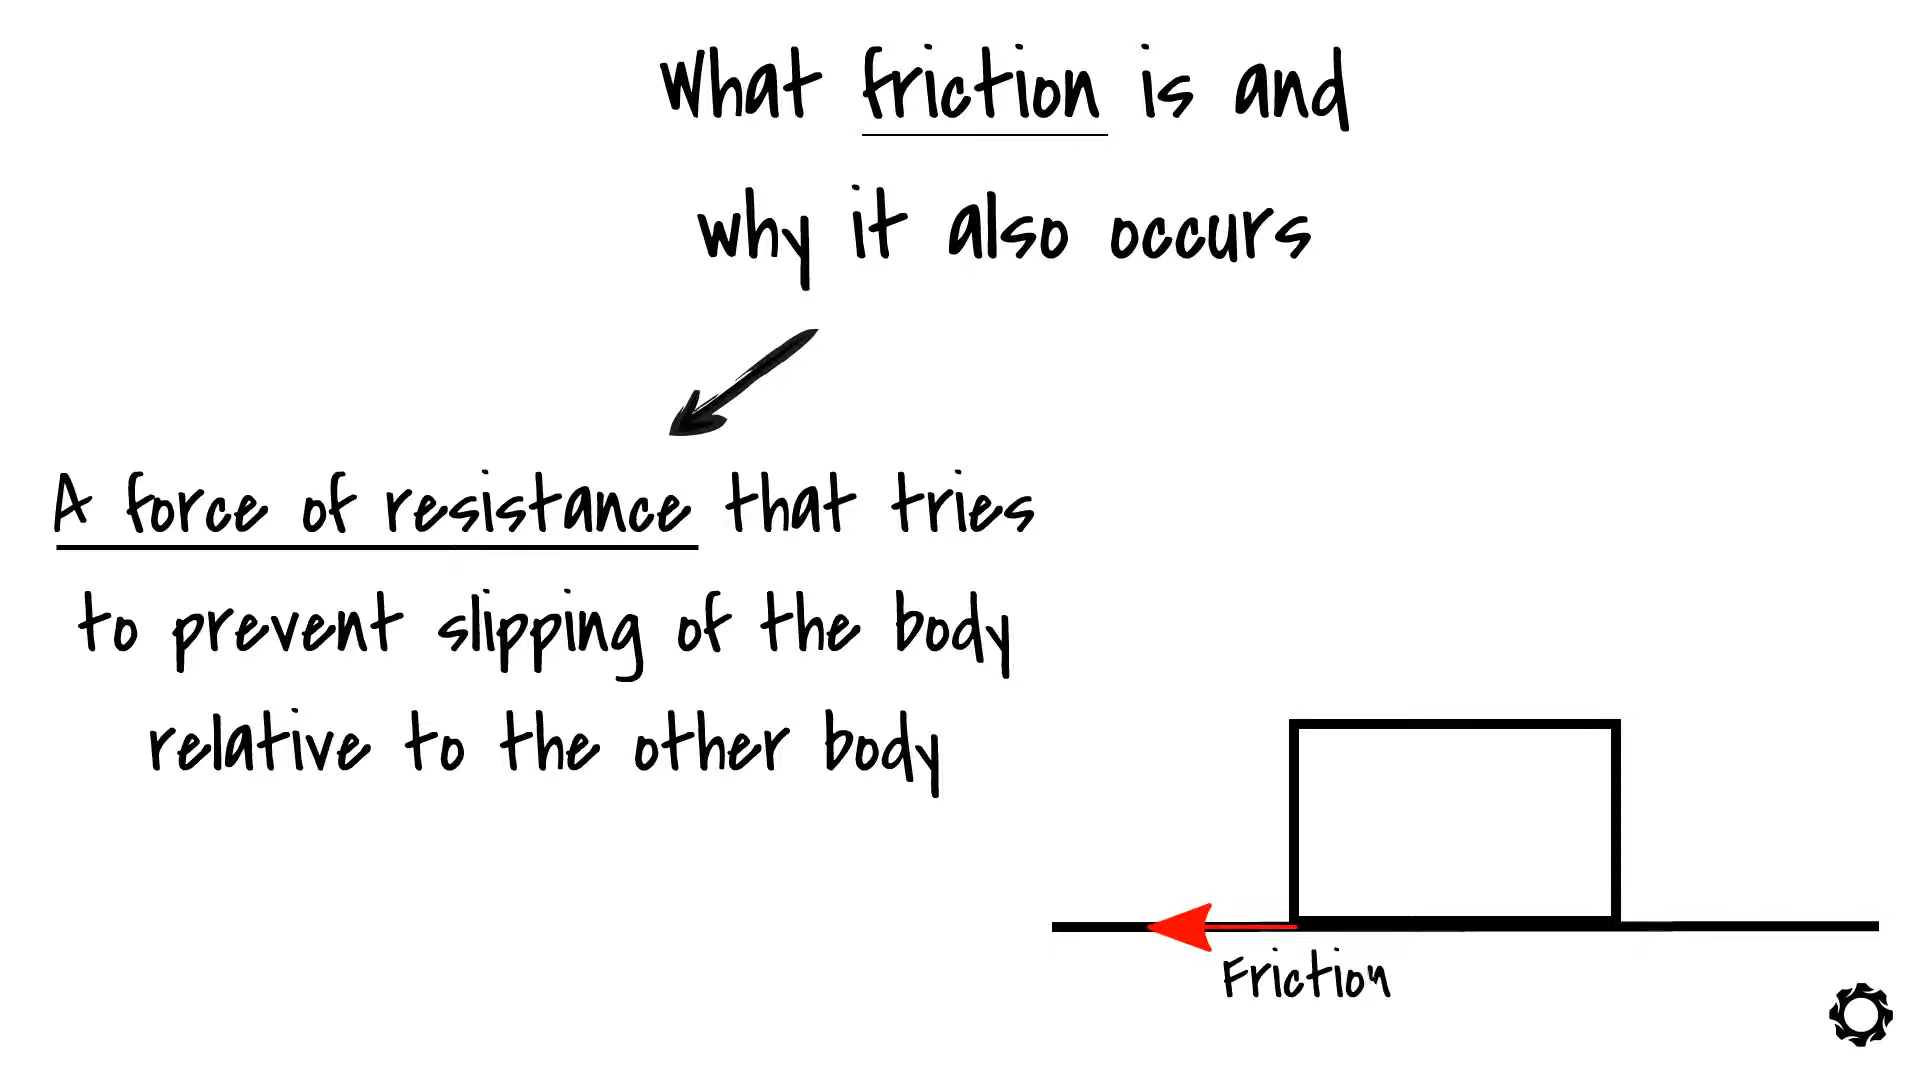 What friction is and
why it also occurs
A force of resistance that tries
to prevent slipping of the body
relative to the other body
Friction